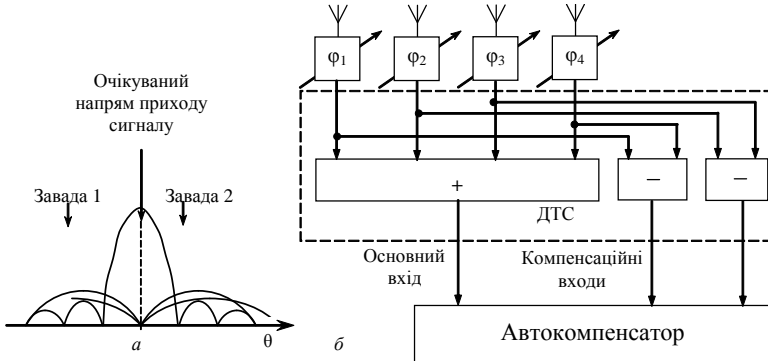 Очікуваний
напрям приходу
сигналу
Завада 1
Завада 2
а
θ
φ1
φ2
φ3
φ4
+
−
−
ДТС
Основний
вхід
Компенсаційні
входи
б
Автокомпенсатор